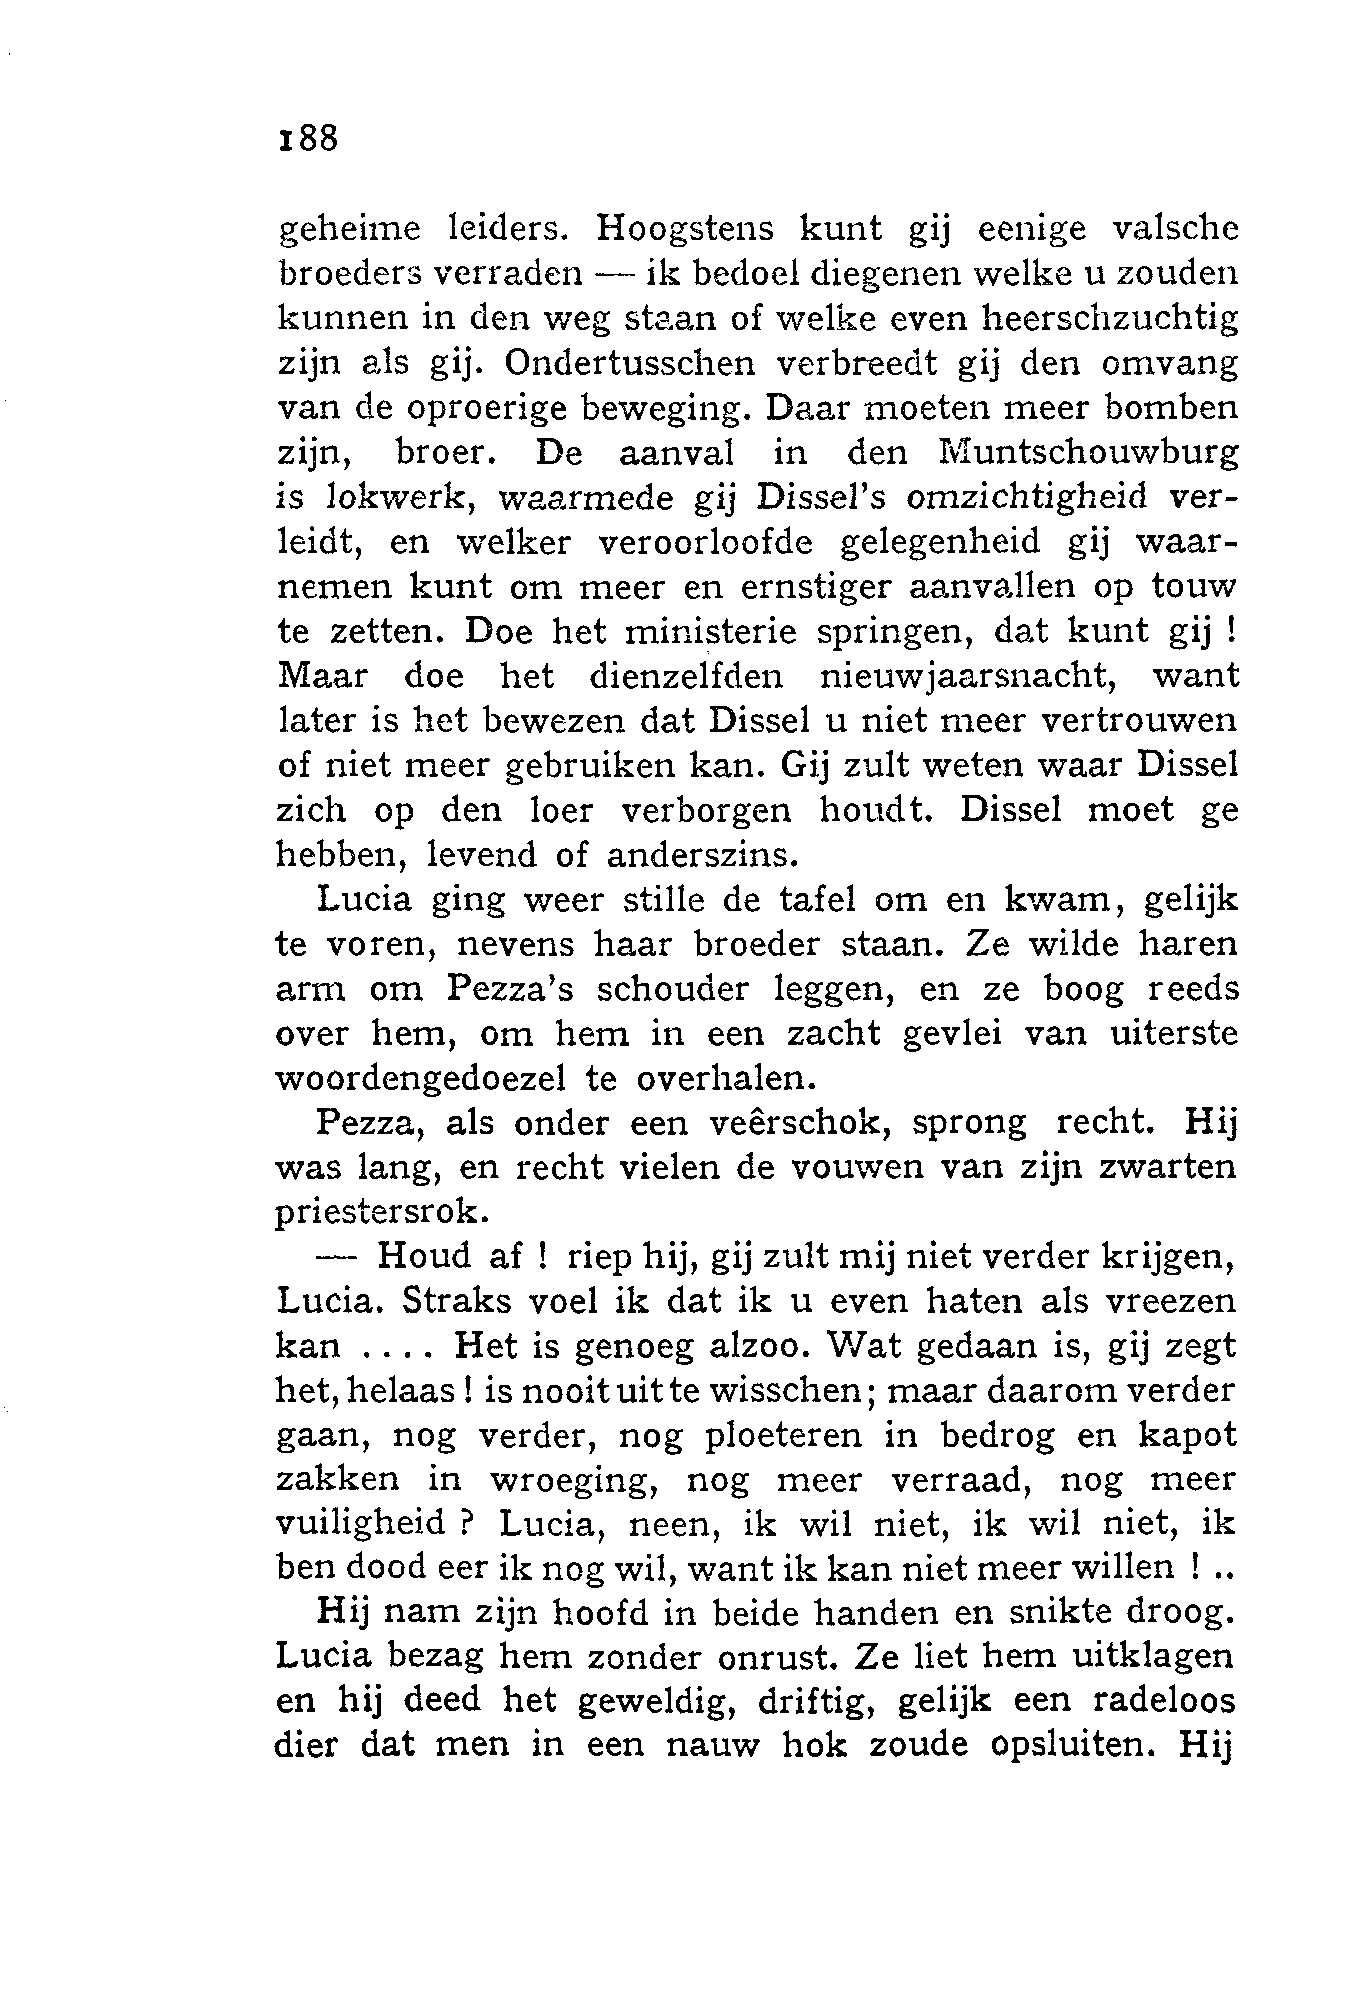 188
geheime leiders. Hoogstens kunt gij eenige valsche
broeders verraden — ik bedoel diegenen welke u zouden
kunnen in den weg staan of welke even heerschzuchtig
zijn als gij. Ondertusschen verbreedt gij den omvang
van de oproerige beweging. Daar moeten meer bomben
zijn, broer. De aanval in den Muntschouwburg
is lokwerk, waarmede gij Dissel's omzichtigheid ver-
leidt, en welker veroorloofde gelegenheid gij waar-
nemen kunt om meer en ernstiger aanvallen op touw
te zetten. Doe het ministerie springen, dat kunt gij !
Maar doe het dienzelfden nieuwjaarsnacht, want
later is het bewezen dat Dissel u niet meer vertrouwen
of niet meer gebruiken kan. Gij zult weten waar Dissel
zich op den loer verborgen houdt. Dissel moet ge
hebben, levend of anderszins.
Lucia ging weer stille de tafel om en kwam, gelijk
te voren, nevens haar broeder staan. Ze wilde haren
arm om Pezza's schouder leggen, en ze boog reeds
over hem, om hem in een zacht gevlei van uiterste
woordengedoezel te overhalen.
Pezza, als onder een veêrschok, sprong recht. Hij
was lang, en recht vielen de vouwen van zijn zwarten
priestersrok.
— Houd af ! riep hij, gij zult mij niet verder krijgen,
Lucia. Straks voel ik dat ik u even haten als vreezen
kan .... Het is genoeg alzoo. Wat gedaan is, gij zegt
het, helaas ! is nooit uit te wisschen; maar daarom verder
gaan, nog verder, nog ploeteren in bedrog en kapot
zakken in wroeging, nog meer verraad, nog meer
vuiligheid ? Lucia, neen, ik wil niet, ik wil niet, ik
ben dood eer ik nog wil, want ik kan niet meer willen ! ..
Hij nam zijn hoofd in beide handen en snikte droog.
Lucia bezag hem zonder onrust. Ze liet hem uitklagen
en hij deed het geweldig, driftig, gelijk een radeloos
dier dat men in een nauw hok zoude opsluiten. Hij